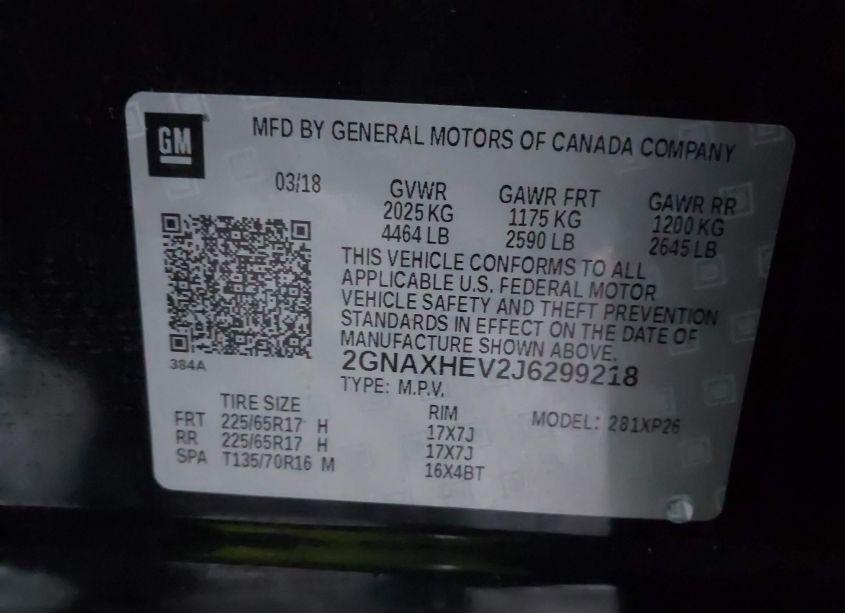 GM
MFD BY GENERAL MOTORS OF CANADA COMPANY
03/18
GVWR GAWR FRT GAWR RR
2025 KG 1175 KG 1200 KG
4464 LB 2590 LB 2645 LB
THIS VEHICLE CONFORMS TO ALL
APPLICABLE U.S. FEDERAL MOTOR
VEHICLE SAFETY AND THEFT PREVENTION
STANDARDS IN EFFECT ON THE DATE OF
MANUFACTURE SHOWN ABOVE.
384A
2GNAXHEV2J6299218
TYPE: M.P.V.
TIRE SIZE RIM MODEL: 281XP26
FRT 225/65R17 H 17X7J
RR 225/65R17 H 17X7J
SPA T135/70R16 M 16X4BT